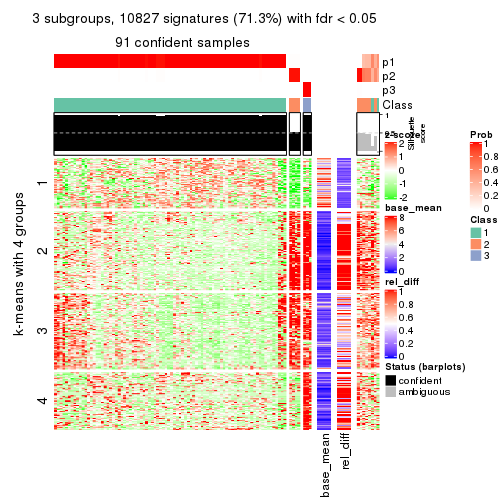 3 subgroups, 10827 signatures (71.3%) with fdr < 0.05
91 confident samples
p1
p2
p3
Class
1
0.5
0
Silhouette
score
k-means with 4 groups
1
2
3
4
base_mean
rel_diff
z-score
2
1
0
-1
-2
base_mean
8
6
4
2
0
rel_diff
1
0.8
0.6
0.4
0.2
0
Status (barplots)
confident
ambiguous
Prob
1
0.8
0.6
0.4
0.2
0
Class
1
2
3